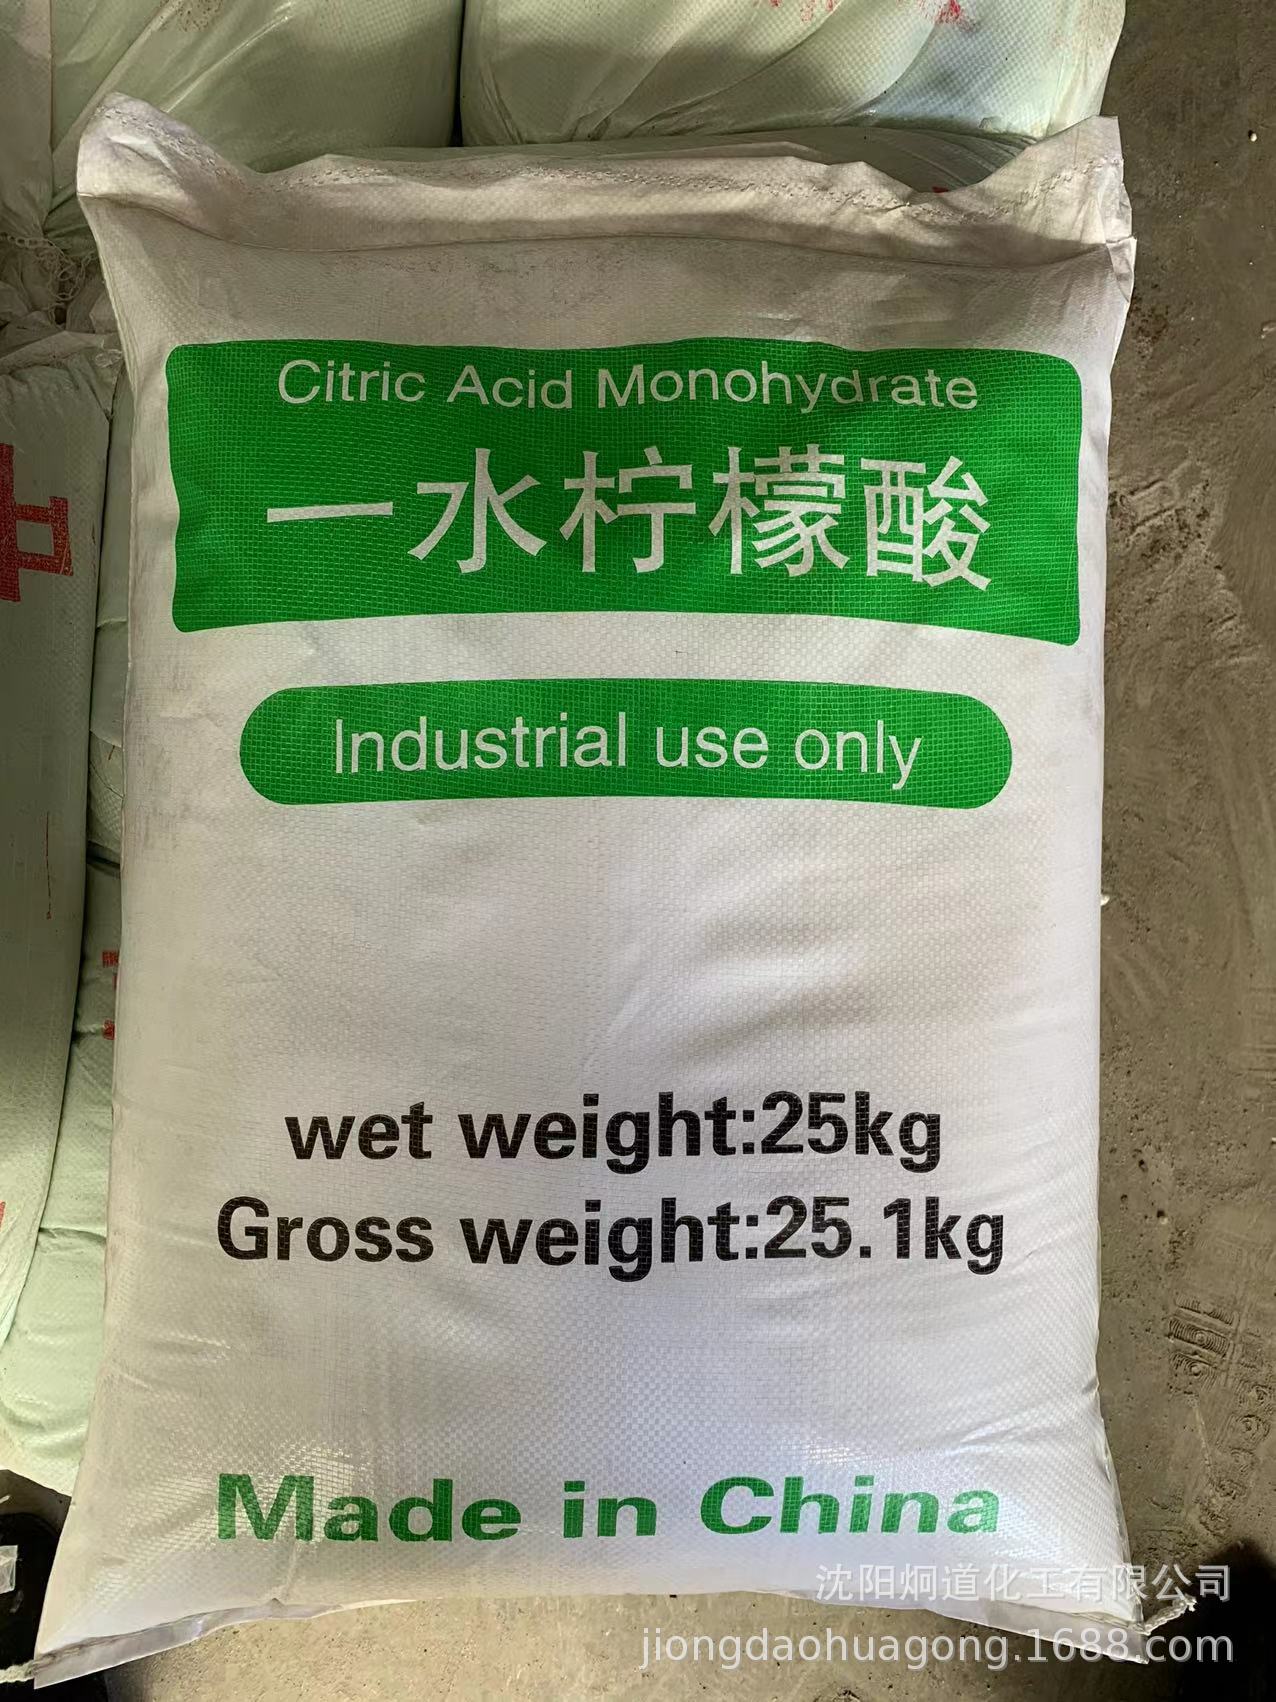 Citric Acid Monohydrate
一水柠檬酸
Industrial use only
wet weight:25kg
Gross weight:25.1kg
Made in China
沈阳炯道化工有限公司
jiongdaohuagong.1688.com